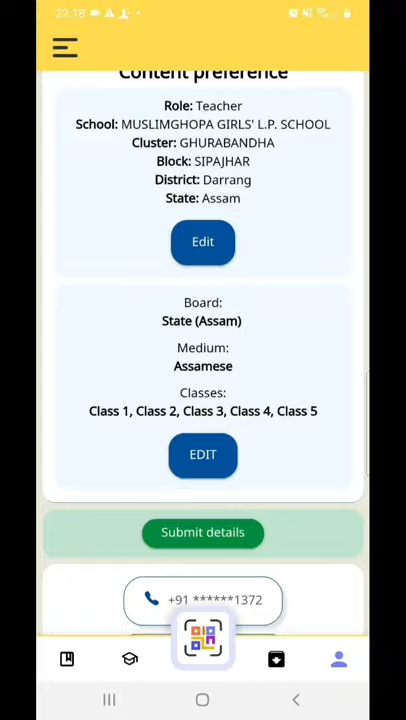 22:18
Content preference
Role: Teacher
School: MUSLIMGHOPA GIRLS' L.P. SCHOOL
Cluster: GHURABANDHA
Block: SIPAJHAR
District: Darrang
State: Assam
Edit
Board:
State (Assam)
Medium:
Assamese
Classes:
Class 1, Class 2, Class 3, Class 4, Class 5
EDIT
Submit details
+91 ******1372